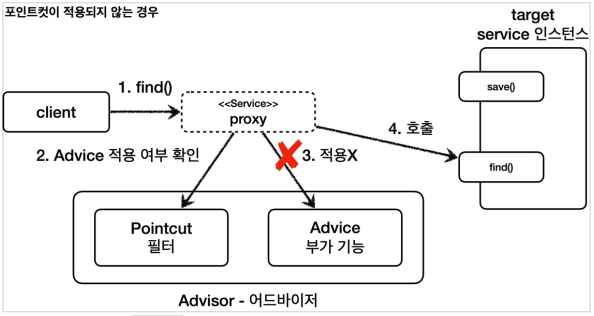 포인트컷이 적용되지 않는 경우
target
service 인스턴스
1. find()
<<Service>>
proxy
client
save()
4. 호출
2. Advice 적용 여부 확인
3. 적용X
find()
Pointcut
필터
Advice
부가 기능
Advisor - 어드바이저